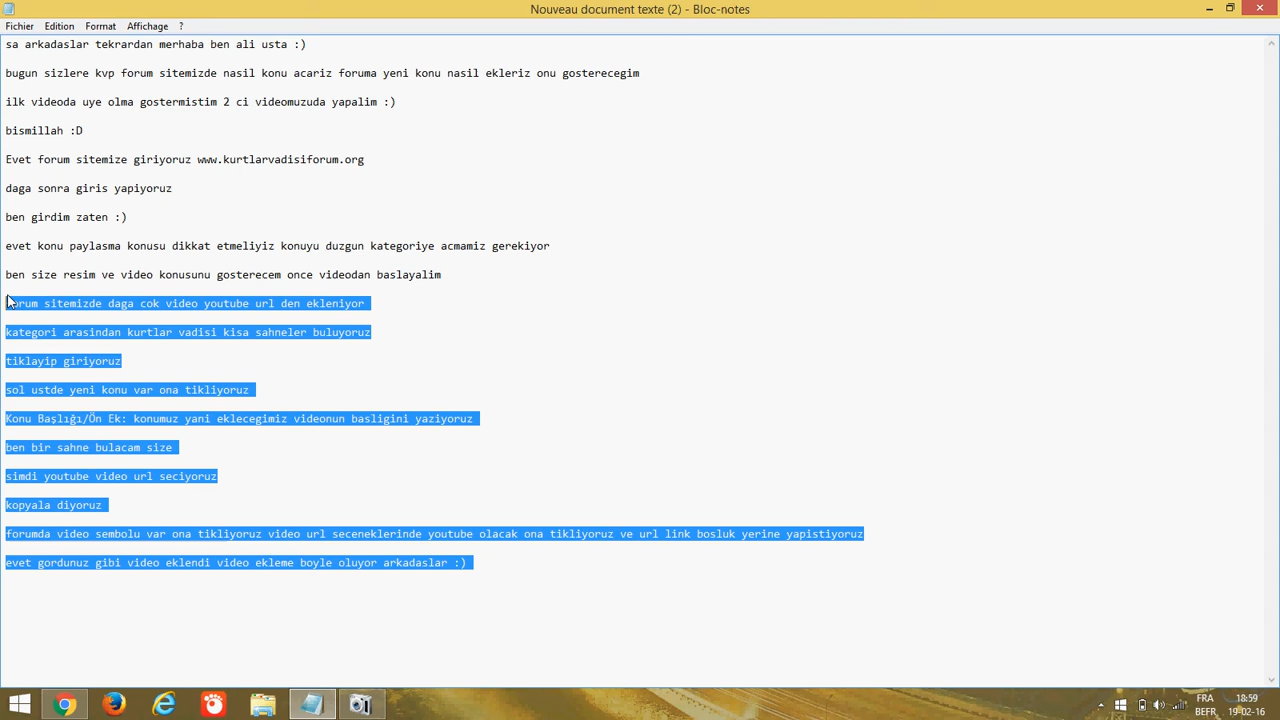 Nouveau document texte (2) - Bloc-notes
Fichier Edition Format Affichage ?
sa arkadaslar tekrardan merhaba ben ali usta :)
bugun sizlere kvp forum sitemizde nasil konu acariz foruma yeni konu nasil ekleriz onu gosterecegim
ilk videoda uye olma gostermistim 2 ci videomuzuda yapalim :)
bismillah :D
Evet forum sitemize giriyoruz www.kurtlarvadisiforum.org
daga sonra giris yapiyoruz
ben girdim zaten :)
evet konu paylasma konusu dikkat etmeliyiz konuyu duzgun kategoriye acmamiz gerekiyor
ben size resim ve video konusunu gosterecem once videodan baslayalim
forum sitemizde daga cok video youtube url den ekleniyor
kategori arasindan kurtlar vadisi kisa sahneler buluyoruz
tiklayip giriyoruz
sol ustde yeni konu var ona tikliyoruz
Konu Başlığı/Ön Ek: konumuz yani eklecegimiz videonun basligini yaziyoruz
ben bir sahne bulacam size
simdi youtube video url seciyoruz
kopyala diyoruz
forumda video sembolu var ona tikliyoruz video url seceneklerinde youtube olacak ona tikliyoruz ve url link bosluk yerine yapistiyoruz
evet gordunuz gibi video eklendi video ekleme boyle oluyor arkadaslar :)
FRA 18:59
BEFR 19-02-16